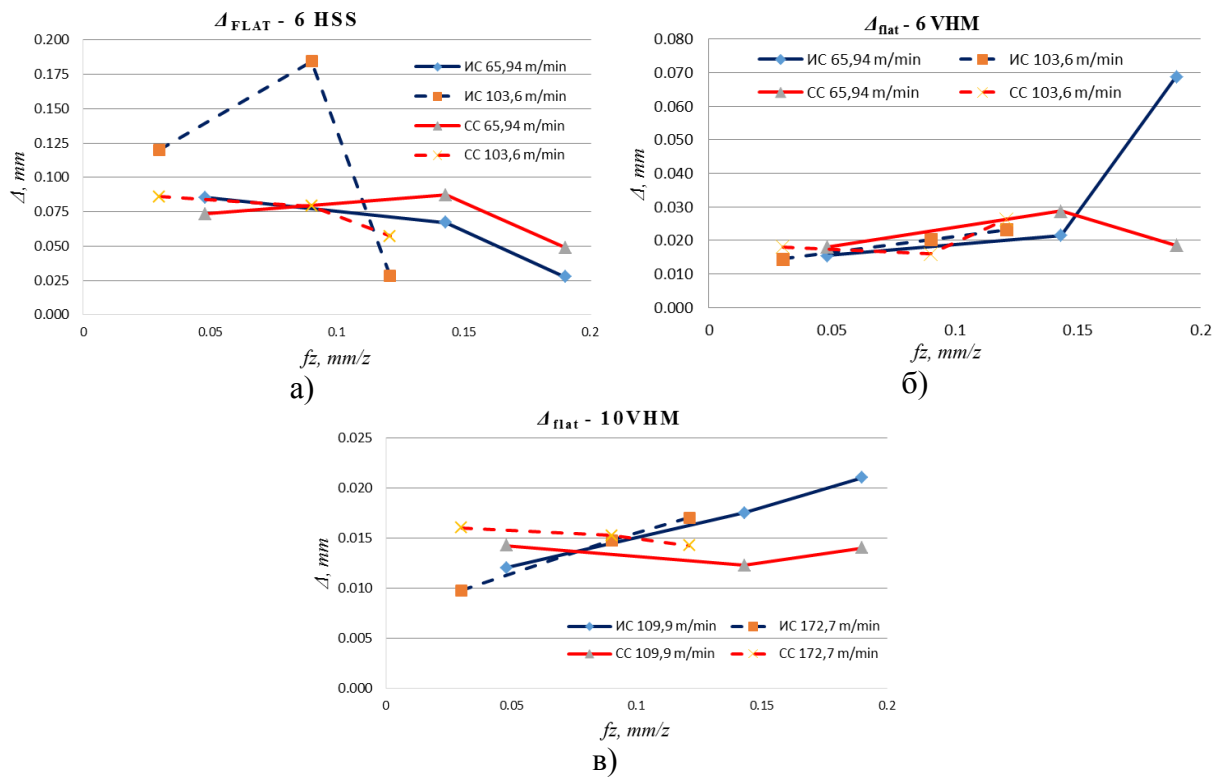 Δ FLAT - 6 HSS
0.200
0.175
0.150
0.125
0.100
0.075
0.050
0.025
0.000
Δ, mm
ИС 65,94 m/min
ИС 103,6 m/min
СС 65,94 m/min
СС 103,6 m/min
0 0.05 0.1 0.15 0.2
fz, mm/z
а)
Δ flat - 6 VHM
0.080
0.070
0.060
0.050
0.040
0.030
0.020
0.010
0.000
Δ, mm
ИС 65,94 m/min ИС 103,6 m/min
СС 65,94 m/min СС 103,6 m/min
0 0.05 0.1 0.15 0.2
fz, mm/z
б)
Δ flat - 10VHM
0.025
0.020
0.015
0.010
0.005
0.000
Δ, mm
ИС 109,9 m/min ИС 172,7 m/min
СС 109,9 m/min СС 172,7 m/min
0 0.05 0.1 0.15 0.2
fz, mm/z
в)